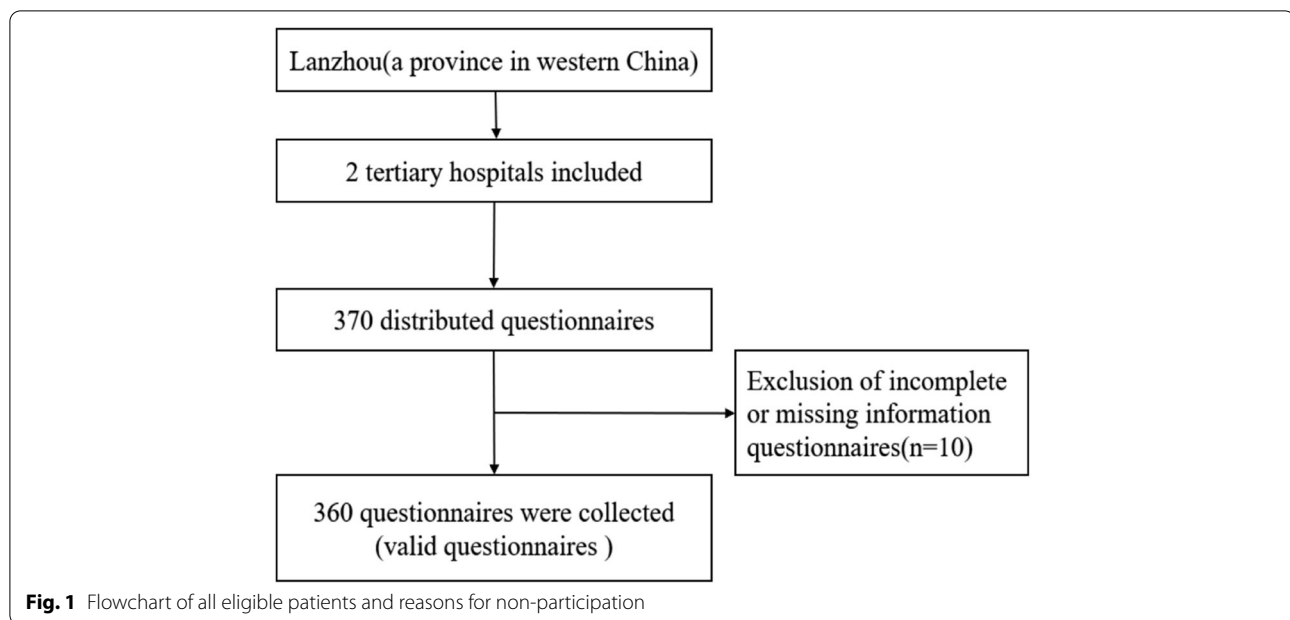 Lanzhou(a province in western China)
2 tertiary hospitals included
370 distributed questionnaires
Exclusion of incomplete
or missing information
questionnaires(n=10)
360 questionnaires were collected
(valid questionnaires )
Fig. 1 Flowchart of all eligible patients and reasons for non-participation